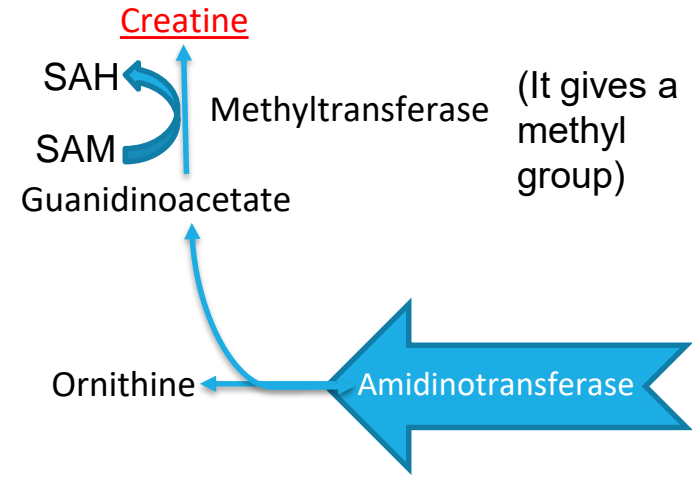 Creatine
SAH
Methyltransferase
(It gives a
methyl
group)
SAM
Guanidinoacetate
Ornithine
Amidinotransferase